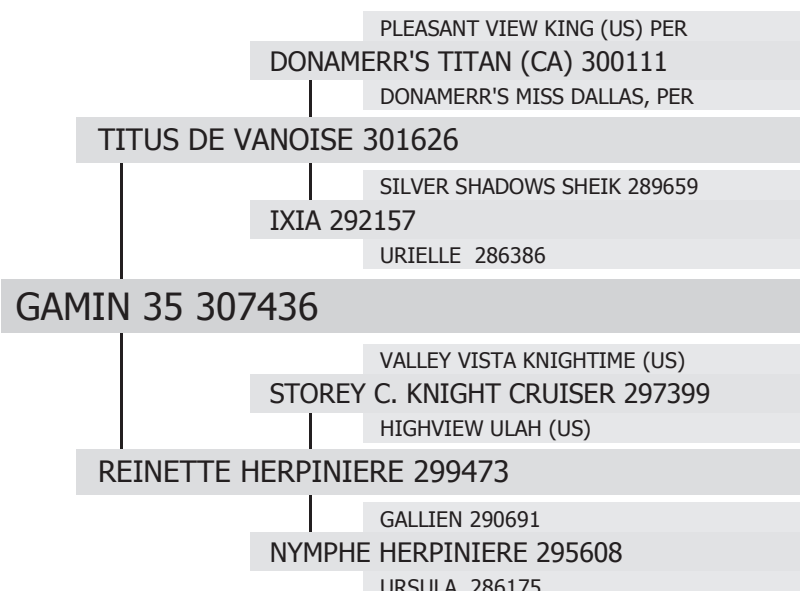 PLEASANT VIEW KING (US) PER
DONAMERR'S TITAN (CA) 300111
DONAMERR'S MISS DALLAS, PER
TITUS DE VANOISE 301626
SILVER SHADOWS SHEIK 289659
IXIA 292157
URIELLE 286386
GAMIN 35 307436
VALLEY VISTA KNIGHTIME (US)
STOREY C. KNIGHT CRUISER 297399
HIGHVIEW ULAH (US)
REINETTE HERPINIERE 299473
GALLIEN 290691
NYMPHE HERPINIERE 295608
URSULA 286175